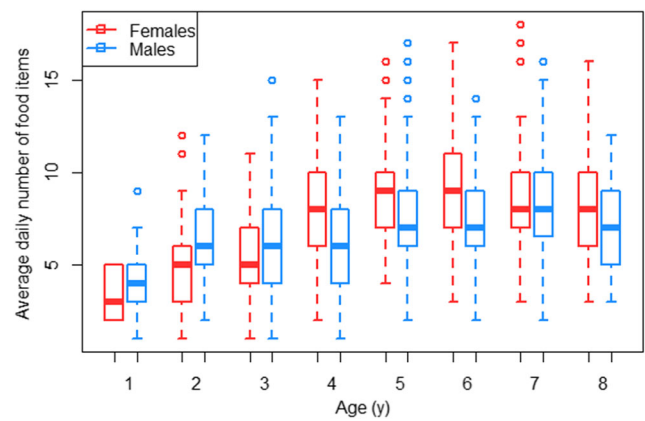 Females
Males
Average daily number of food items
15
10
5
1 2 3 4 5 6 7 8
Age (y)